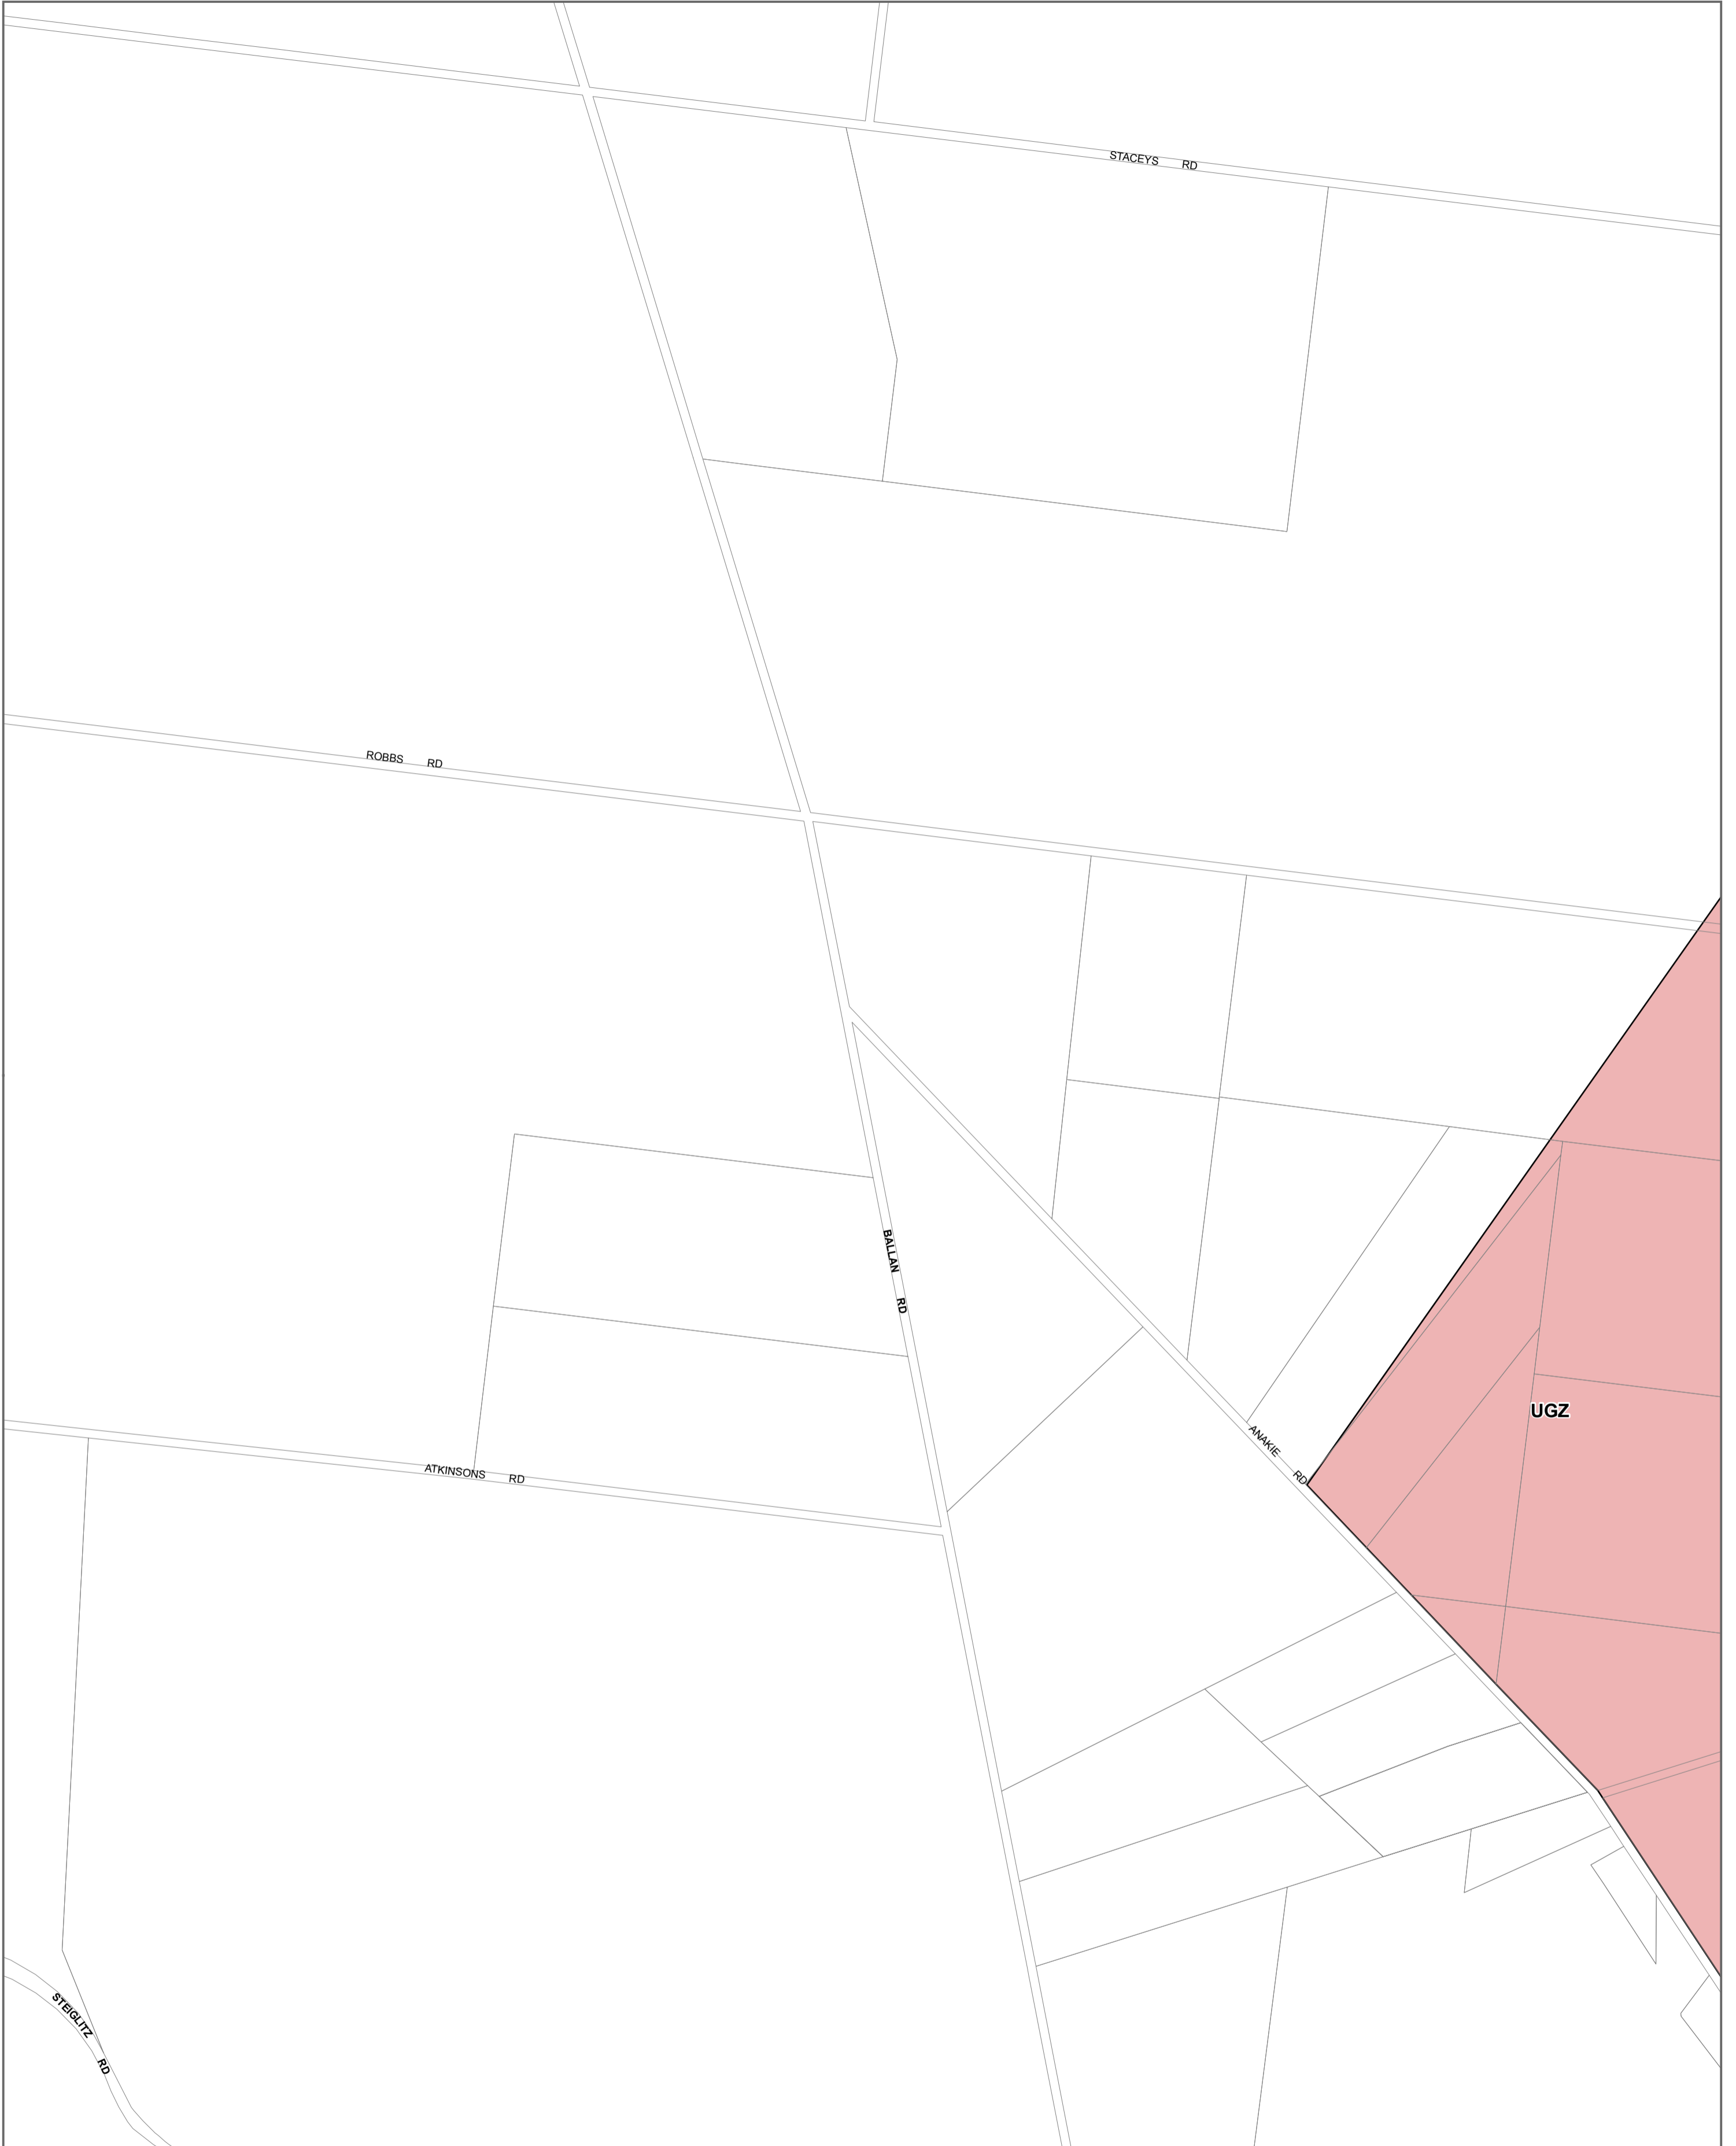 STACEYS RD
ROBBS RD
BALLAN RD
UGZ
ANAKIE RD
ATKINSONS RD
STEIGLITZ RD